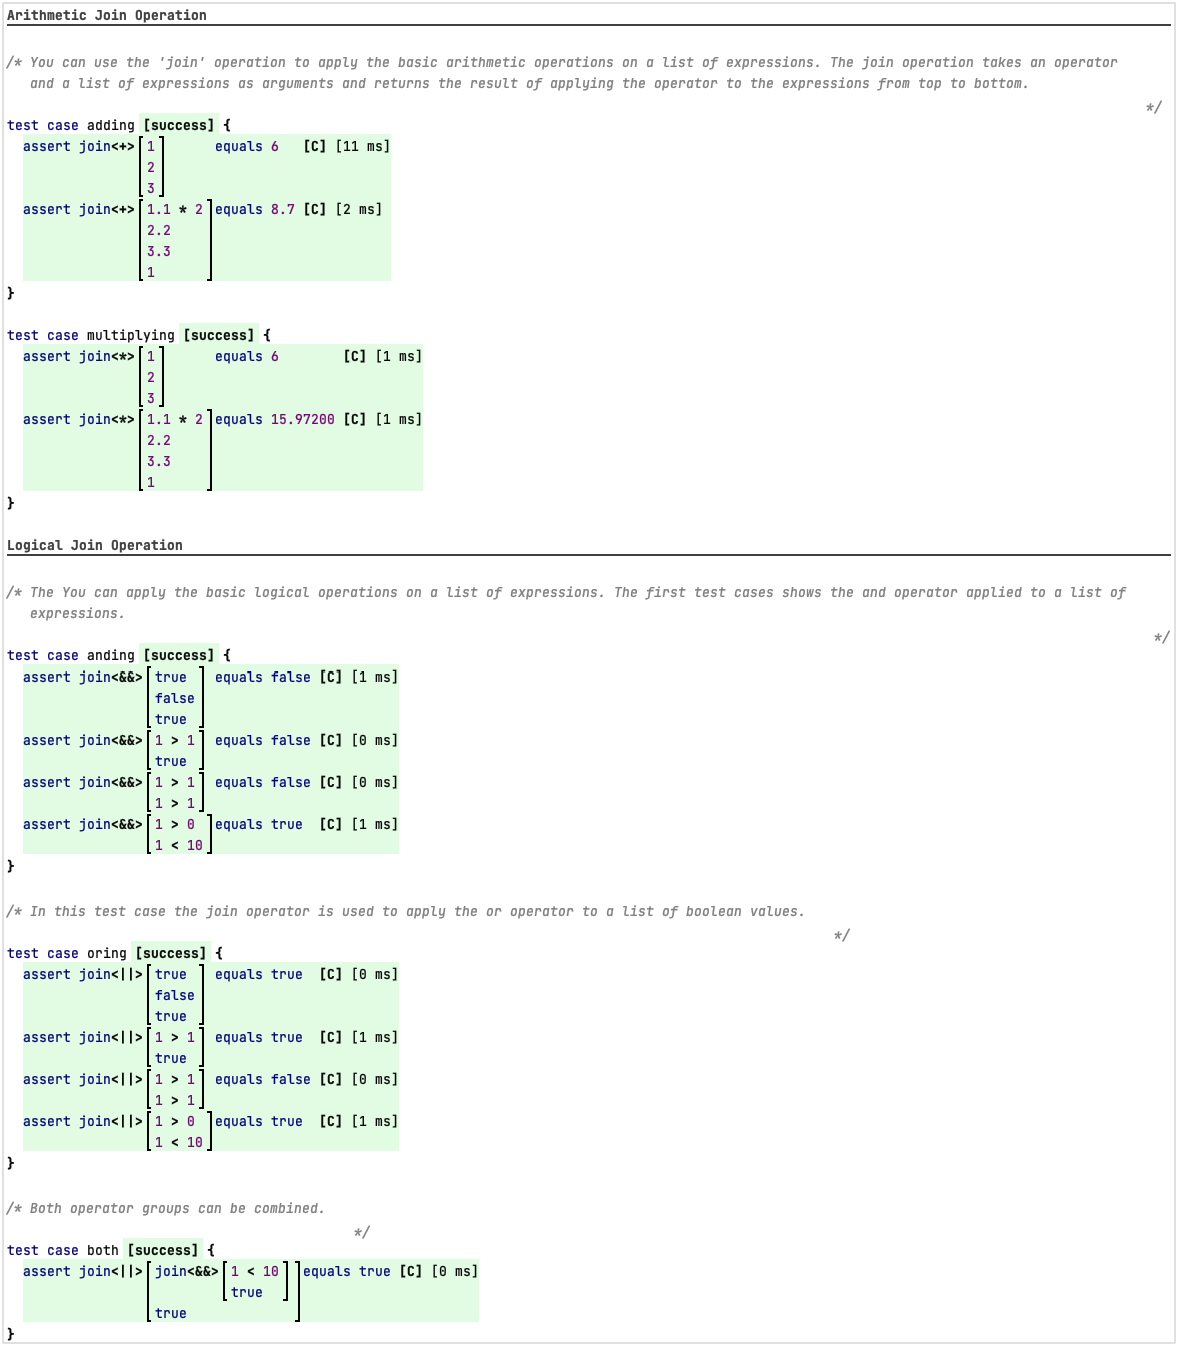 Arithmetic Join Operation
/* You can use the 'join' operation to apply the basic arithmetic operations on a list of expressions. The join operation takes an operator
and a list of expressions as arguments and returns the result of applying the operator to the expressions from top to bottom.
*/
test case adding [success] {
assert join<+> [1] equals 6 [C] [11 ms]
2
3
assert join<+> [1.1 * 2] equals 8.7 [C] [2 ms]
2.2
3.3
1
}
test case multiplying [success] {
assert join<*> [1] equals 6 [C] [1 ms]
2
3
assert join<*> [1.1 * 2] equals 15.97200 [C] [1 ms]
2.2
3.3
1
}
Logical Join Operation
/* The You can apply the basic logical operations on a list of expressions. The first test cases shows the and operator applied to a list of
expressions.
*/
test case anding [success] {
assert join<&&> [true] equals false [C] [1 ms]
false
true
assert join<&&> [1 > 1] equals false [C] [0 ms]
true
assert join<&&> [1 > 1] equals false [C] [0 ms]
1 > 1
assert join<&&> [1 > 0] equals true [C] [1 ms]
1 < 10
}
/* In this test case the join operator is used to apply the or operator to a list of boolean values.
*/
test case oring [success] {
assert join<||> [true] equals true [C] [0 ms]
false
true
assert join<||> [1 > 1] equals true [C] [1 ms]
true
assert join<||> [1 > 1] equals false [C] [0 ms]
1 > 1
assert join<||> [1 > 0] equals true [C] [1 ms]
1 < 10
}
/* Both operator groups can be combined.
*/
test case both [success] {
assert join<||> [join<&&> [1 < 10]] equals true [C] [0 ms]
true
true
}